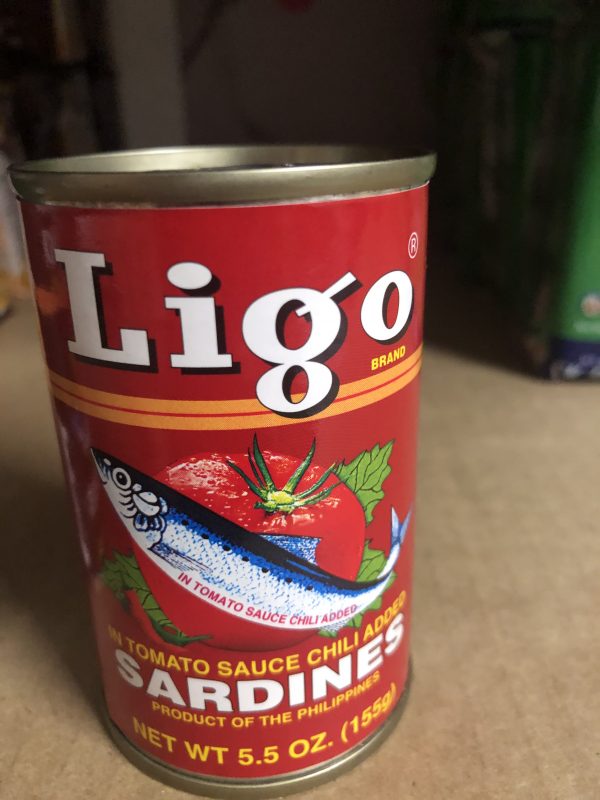 Ligo
®
BRAND
IN TOMATO SAUCE CHILI ADDED
IN TOMATO SAUCE CHILI ADDED
SARDINES
PRODUCT OF THE PHILIPPINES
NET WT 5.5 OZ. (155g)